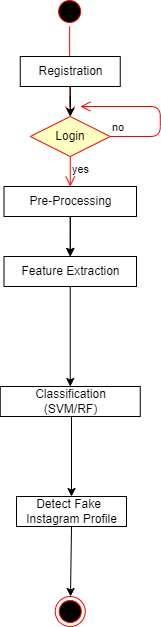 Registration
Login
no
yes
Pre-Processing
Feature Extraction
Classification
(SVM/RF)
Detect Fake
Instagram Profile